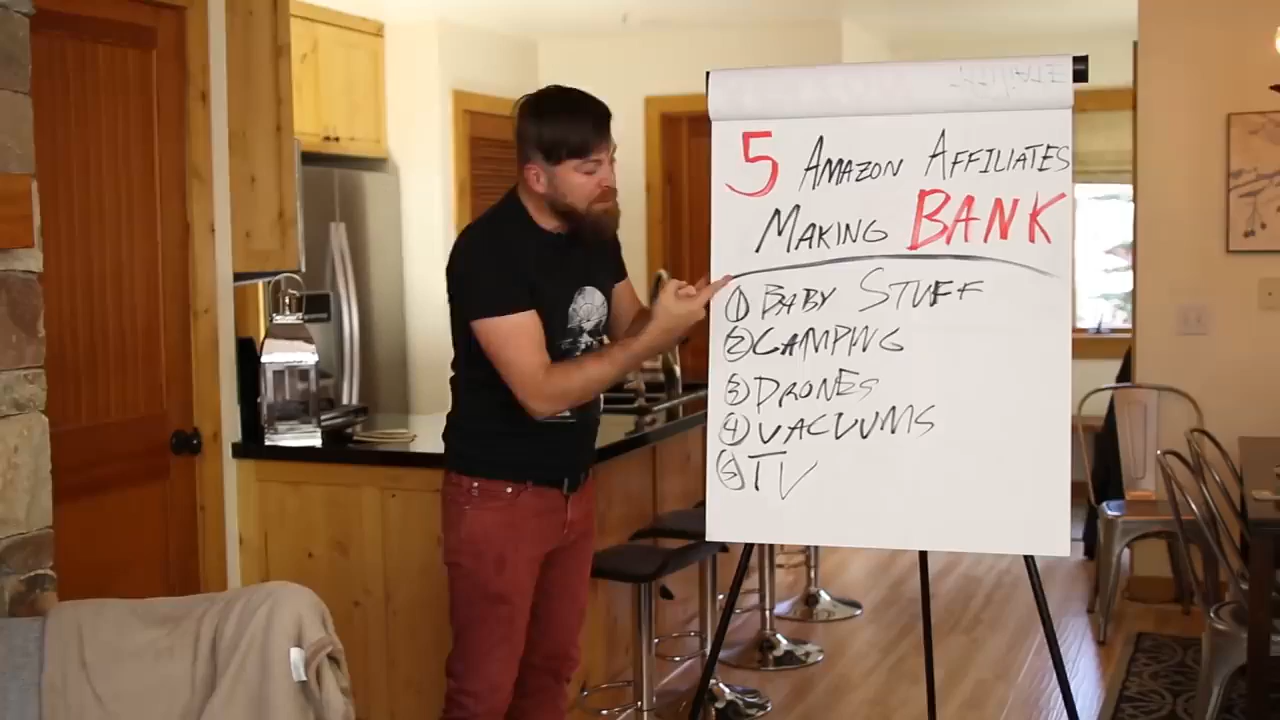 5 AMAZON AFFILIATES
MAKING BANK
1 BABY STUFF
2 CAMPING
3 DRONES
4 VACUUMS
5 TV